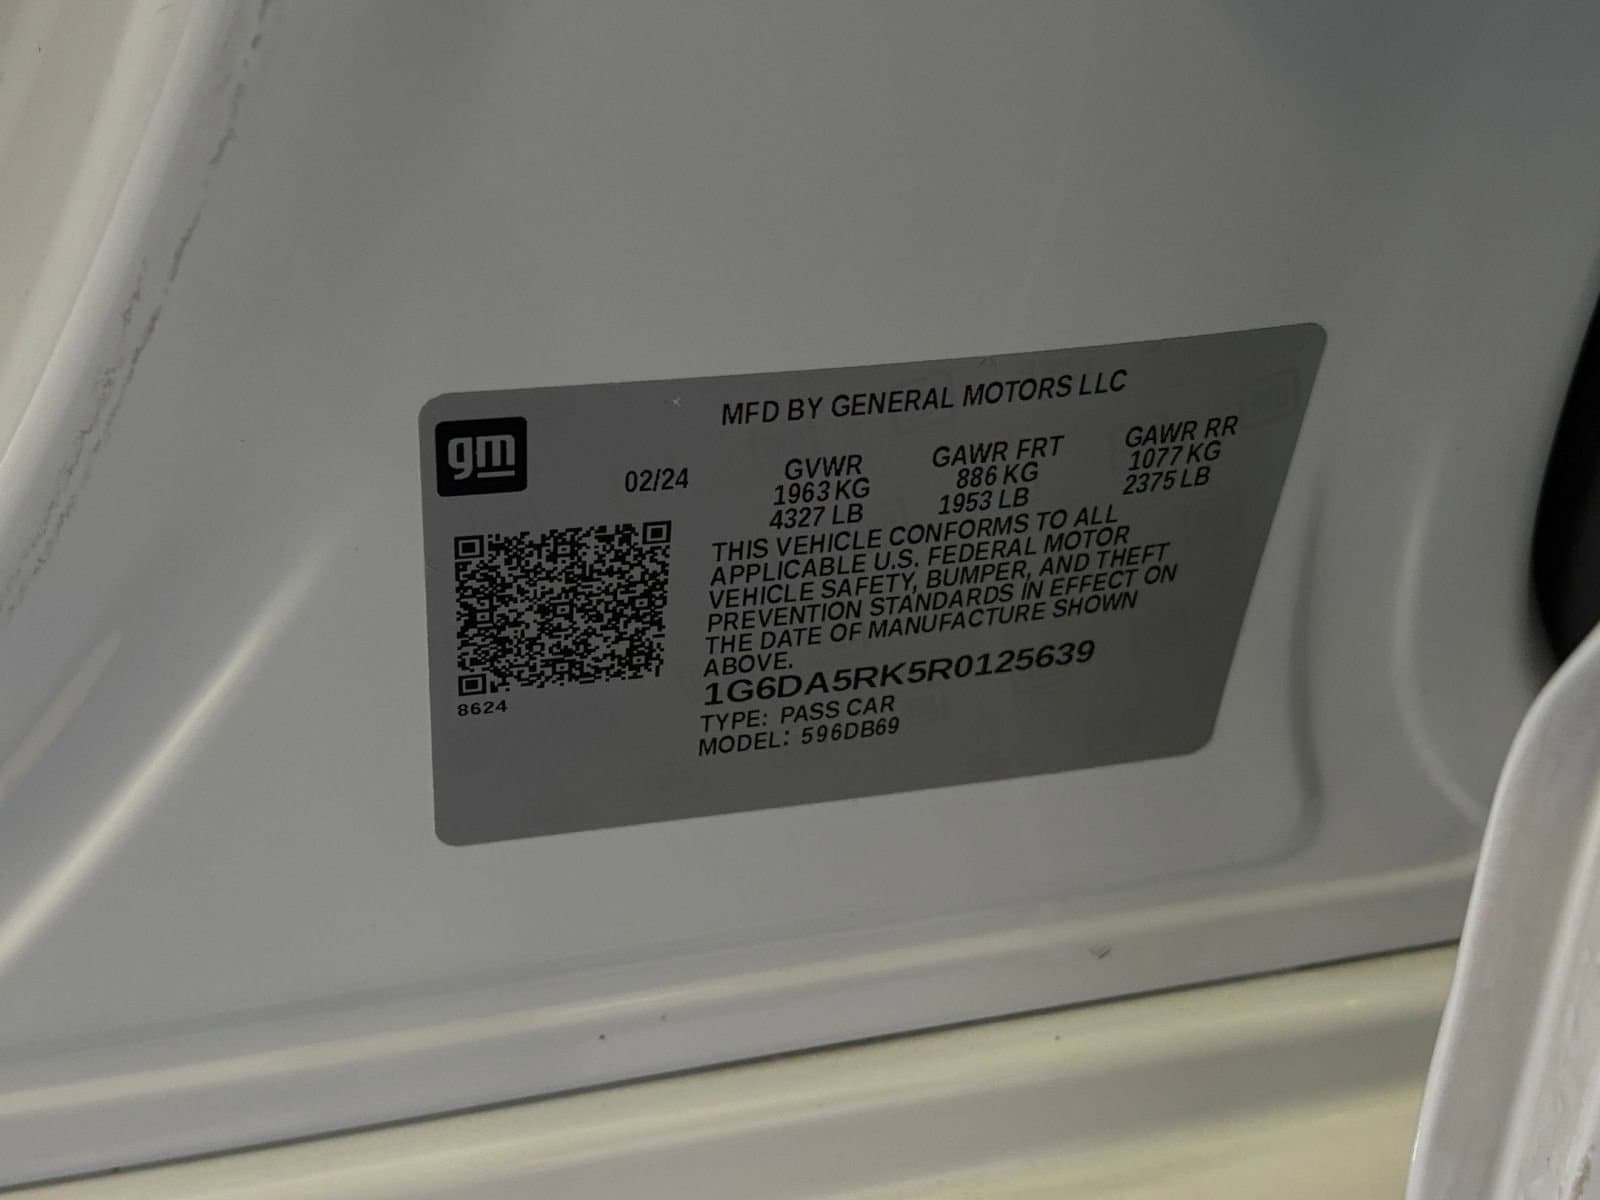 MFD BY GENERAL MOTORS LLC
gm
02/24
GVWR
1963 KG
4327 LB
GAWR FRT
886 KG
1953 LB
GAWR RR
1077 KG
2375 LB
THIS VEHICLE CONFORMS TO ALL
APPLICABLE U.S. FEDERAL MOTOR
VEHICLE SAFETY, BUMPER, AND THEFT
PREVENTION STANDARDS IN EFFECT ON
THE DATE OF MANUFACTURE SHOWN
ABOVE.
1G6DA5RK5R0125639
TYPE: PASS CAR
MODEL: 596DB69
8624